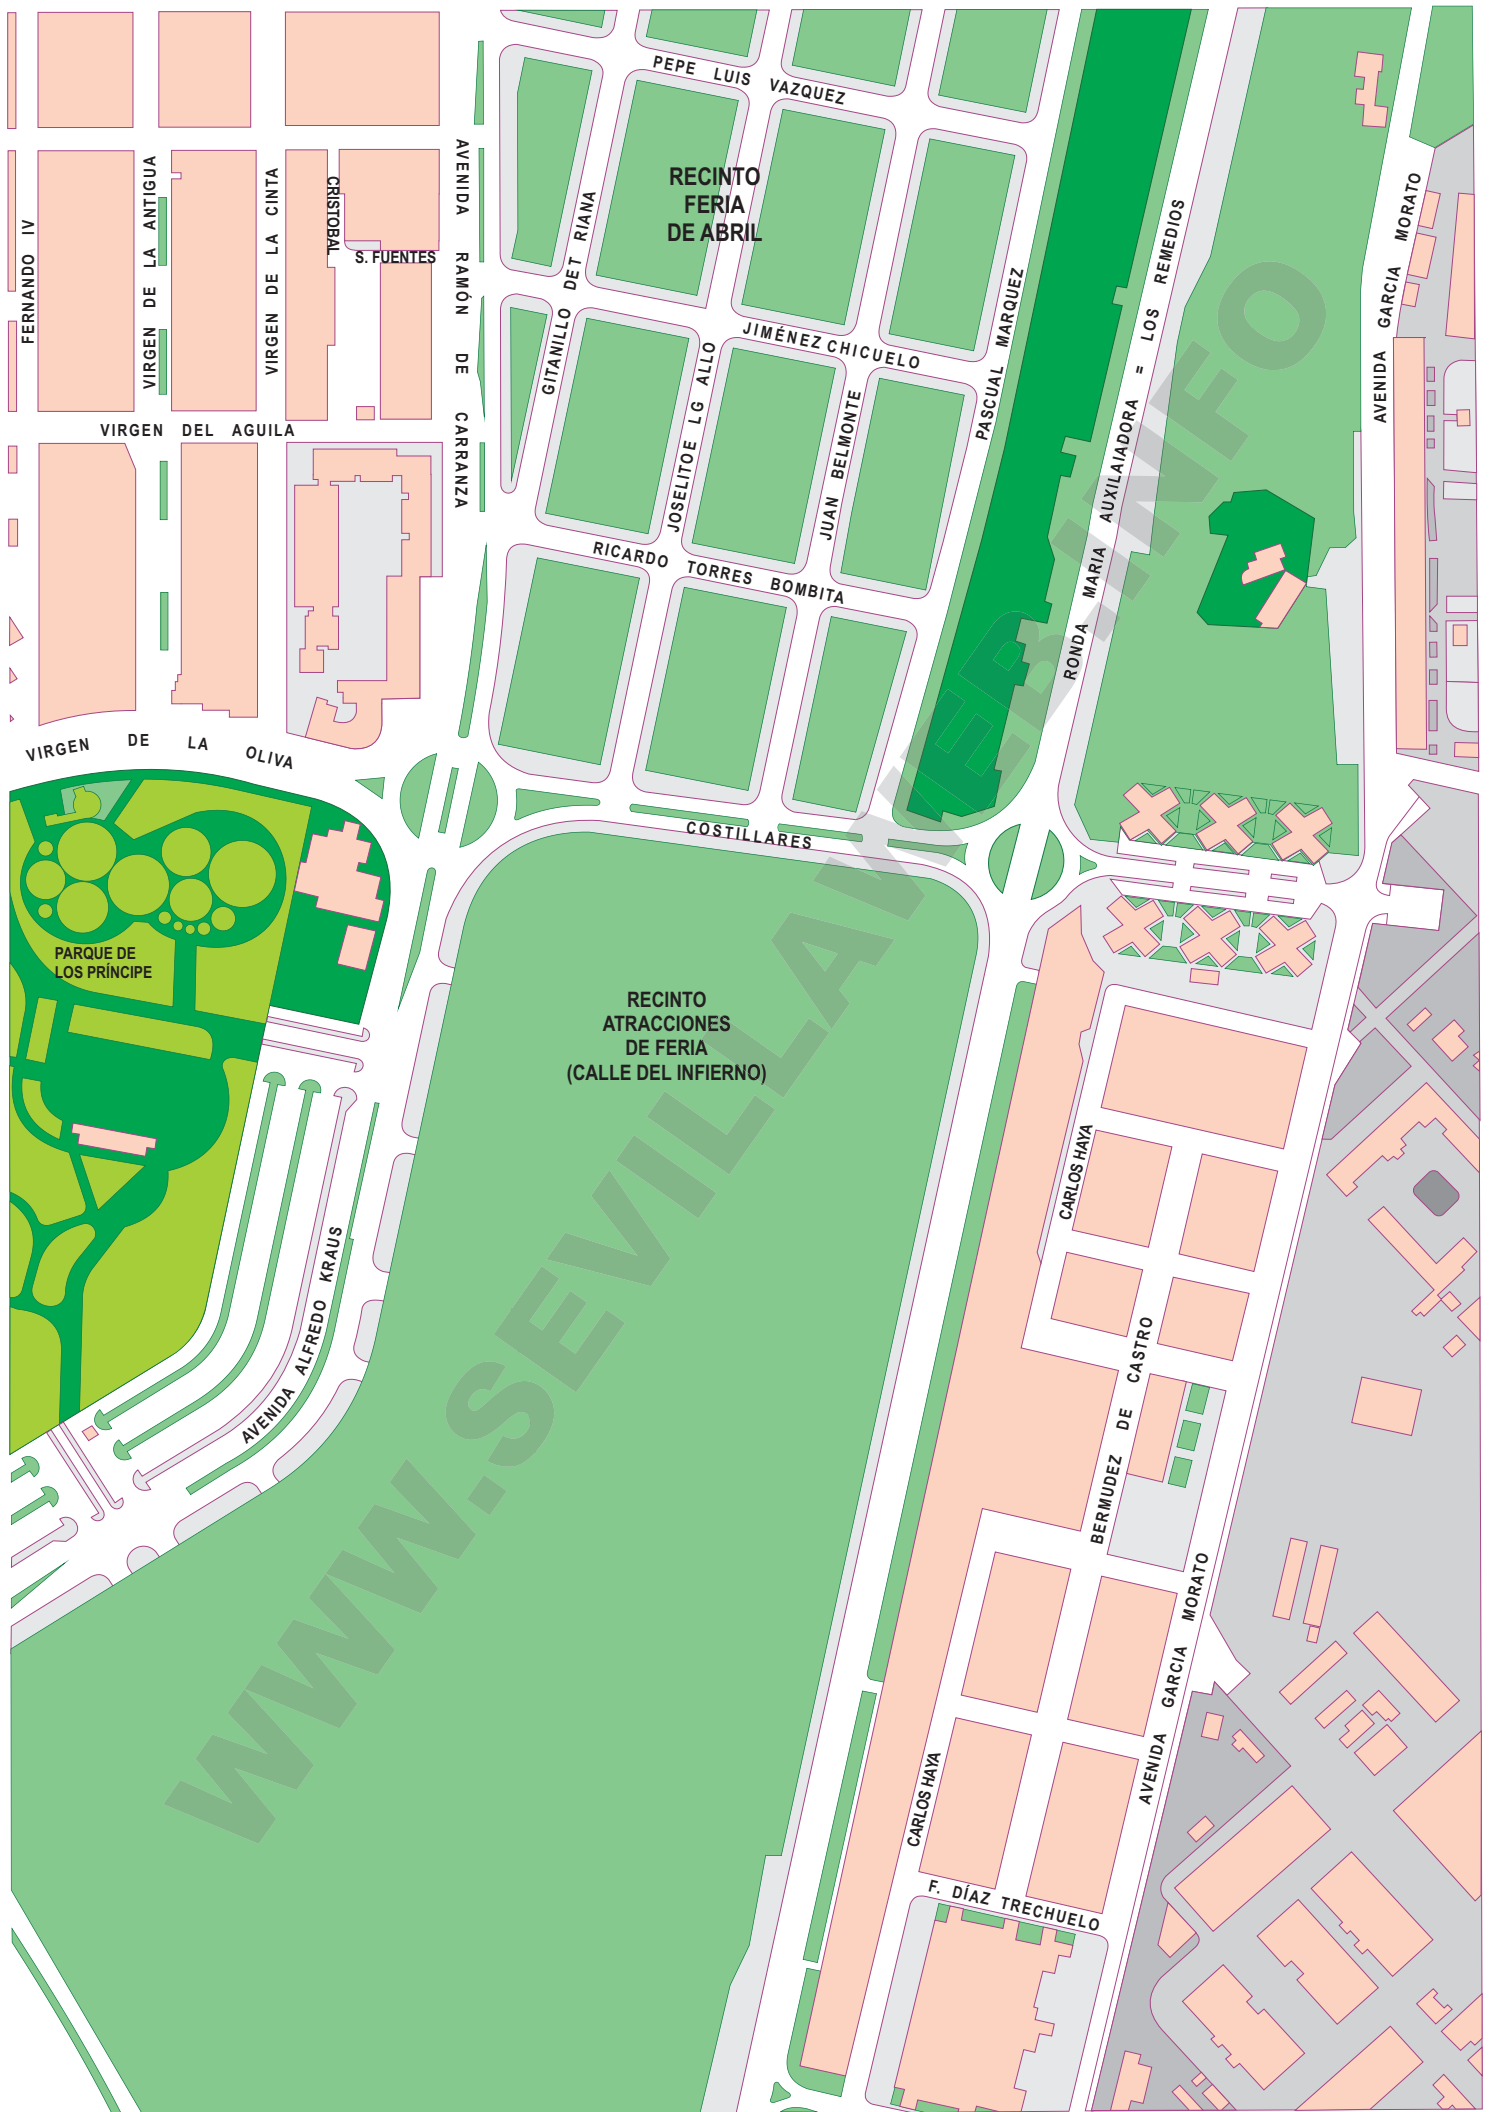 PEPE LUIS VAZQUEZ
RECINTO
FERIA
DE ABRIL
FERNANDO IV
VIRGEN DE LA ANTIGUA
VIRGEN DE LA CINTA
CRISTOBAL
S. FUENTES
AVENIDA RAMÓN DE CARRANZA
GITANILLO DET RIANA
JOSELITOE LG ALLO
JIMÉNEZ CHICUELO
JUAN BELMONTE
PASCUAL MARQUEZ
RONDA MARIA AUXILAIADORA = LOS REMEDIOS
AVENIDA GARCIA MORATO
VIRGEN DEL AGUILA
RICARDO TORRES BOMBITA
VIRGEN DE LA OLIVA
COSTILLARES
PARQUE DE
LOS PRÍNCIPE
RECINTO
ATRACCIONES
DE FERIA
(CALLE DEL INFIERNO)
CARLOS HAYA
AVENIDA ALFREDO KRAUS
BERMUDEZ DE CASTRO
AVENIDA GARCIA MORATO
CARLOS HAYA
F. DÍAZ TRECHUELO
WWW.SEVILLAWEB.INFO